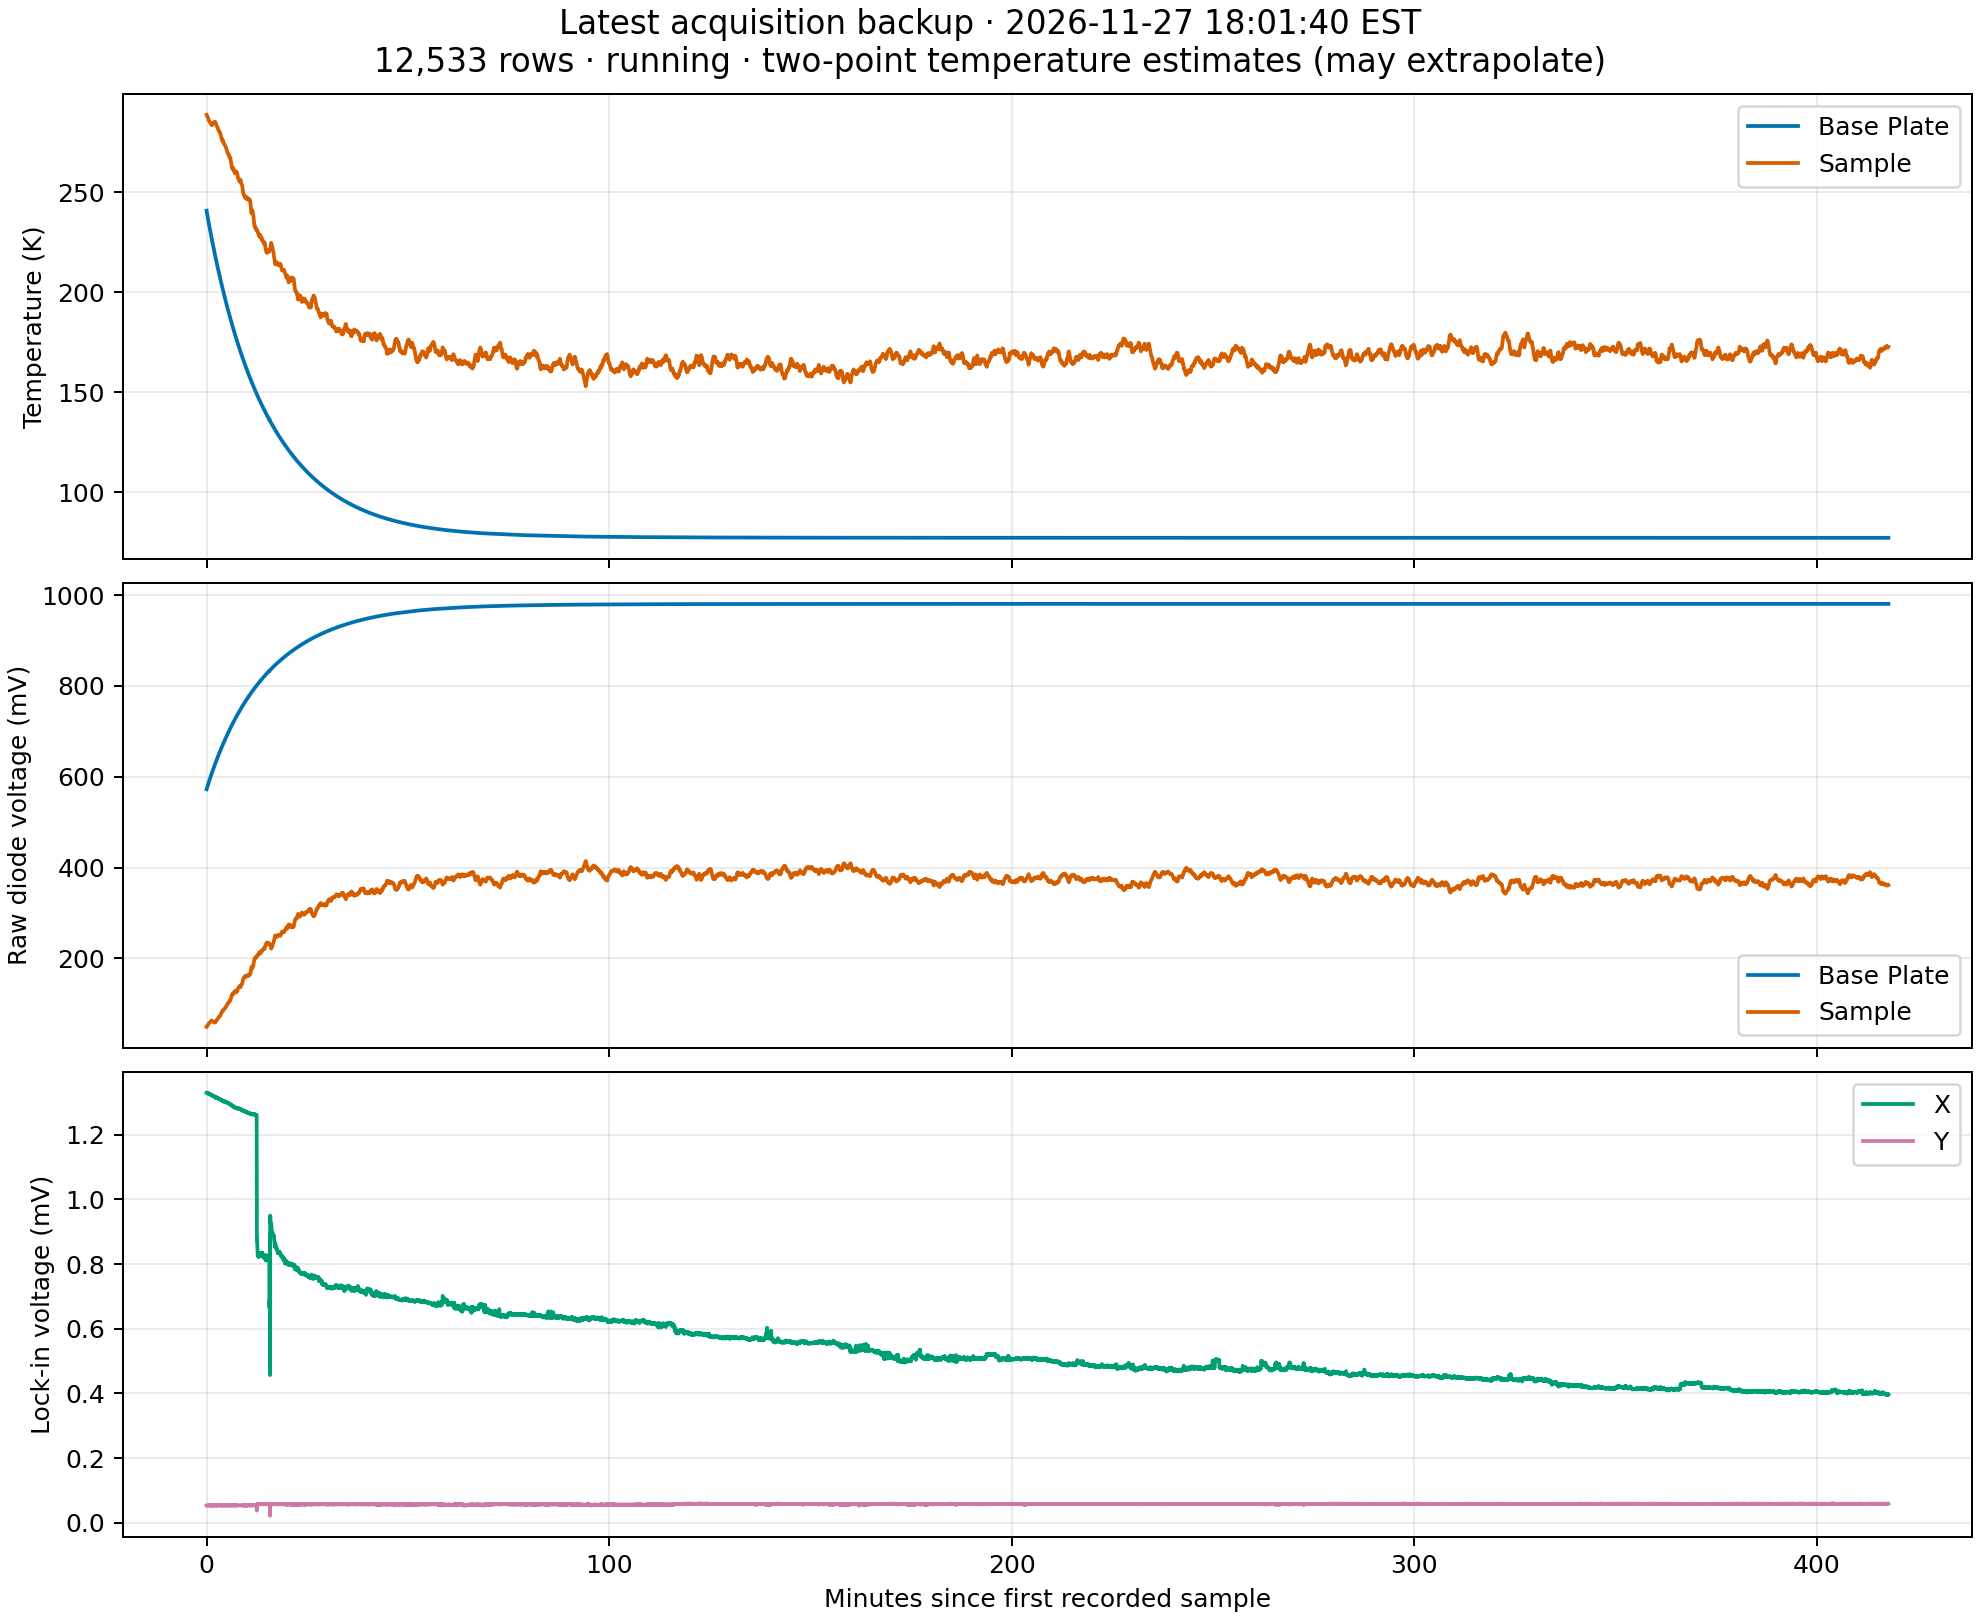 Latest acquisition backup · 2026-11-27 18:01:40 EST
12,533 rows · running · two-point temperature estimates (may extrapolate)
Temperature (K)
250
200
150
100
Base Plate
Sample
Raw diode voltage (mV)
1000
800
600
400
200
Base Plate
Sample
Lock-in voltage (mV)
1.2
1.0
0.8
0.6
0.4
0.2
0.0
X
Y
0
100
200
300
400
Minutes since first recorded sample